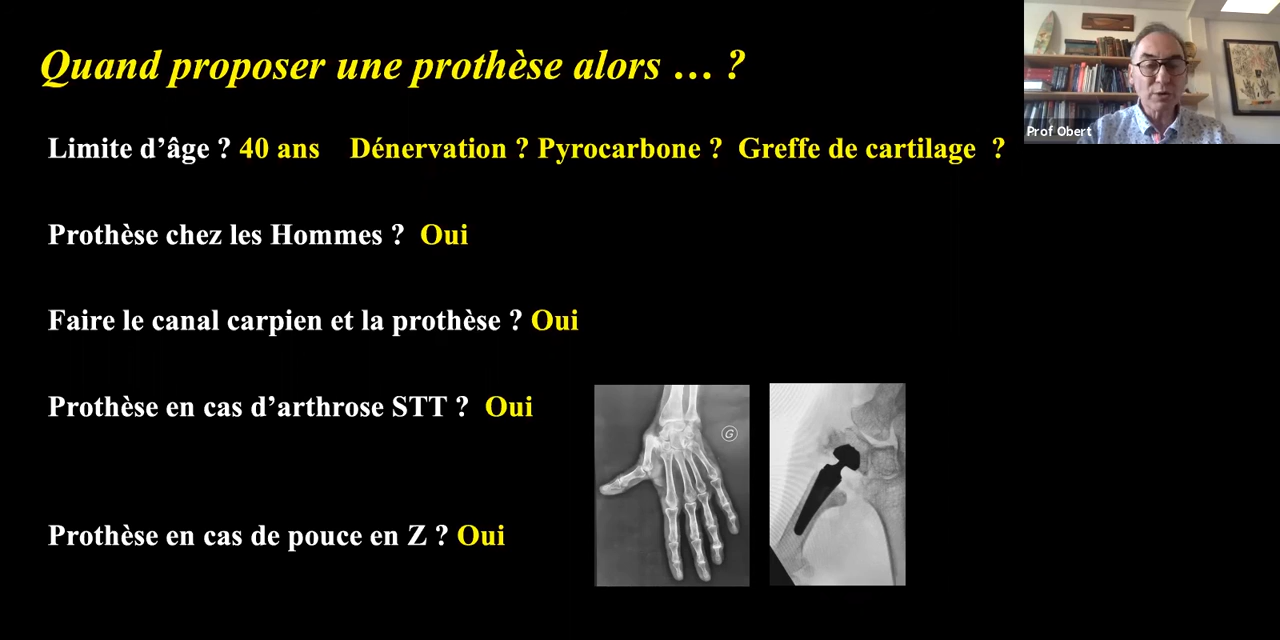 Quand proposer une prothèse alors … ?
Prof Obert
Limite d’âge ? 40 ans Dénervation ? Pyrocarbone ? Greffe de cartilage ?
Prothèse chez les Hommes ? Oui
Faire le canal carpien et la prothèse ? Oui
Prothèse en cas d’arthrose STT ? Oui
G
Prothèse en cas de pouce en Z ? Oui